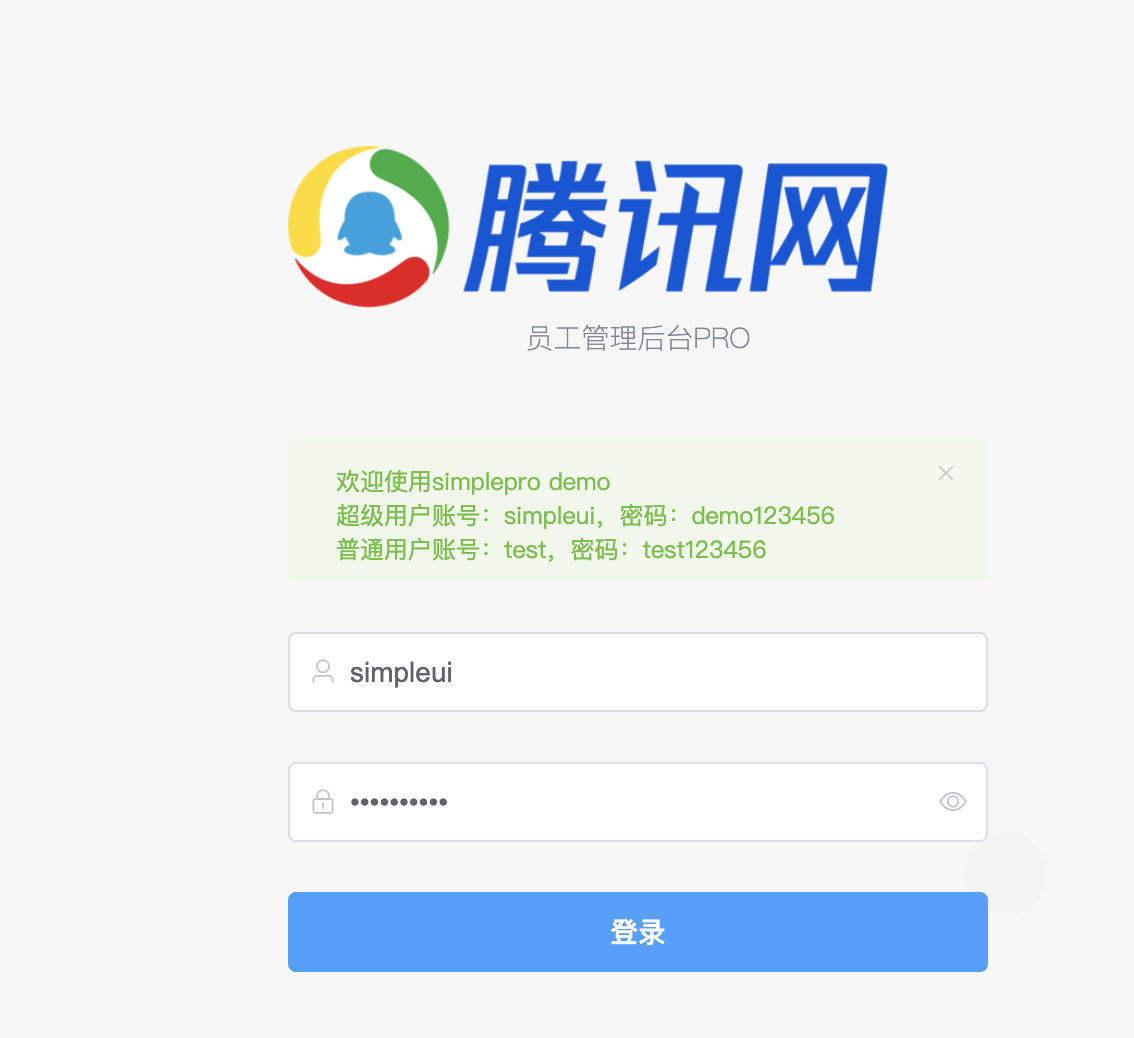 腾讯网
员工管理后台PRO
欢迎使用simplepro demo
超级用户账号：simpleui，密码：demo123456
普通用户账号：test，密码：test123456
simpleui
••••••••••
登录